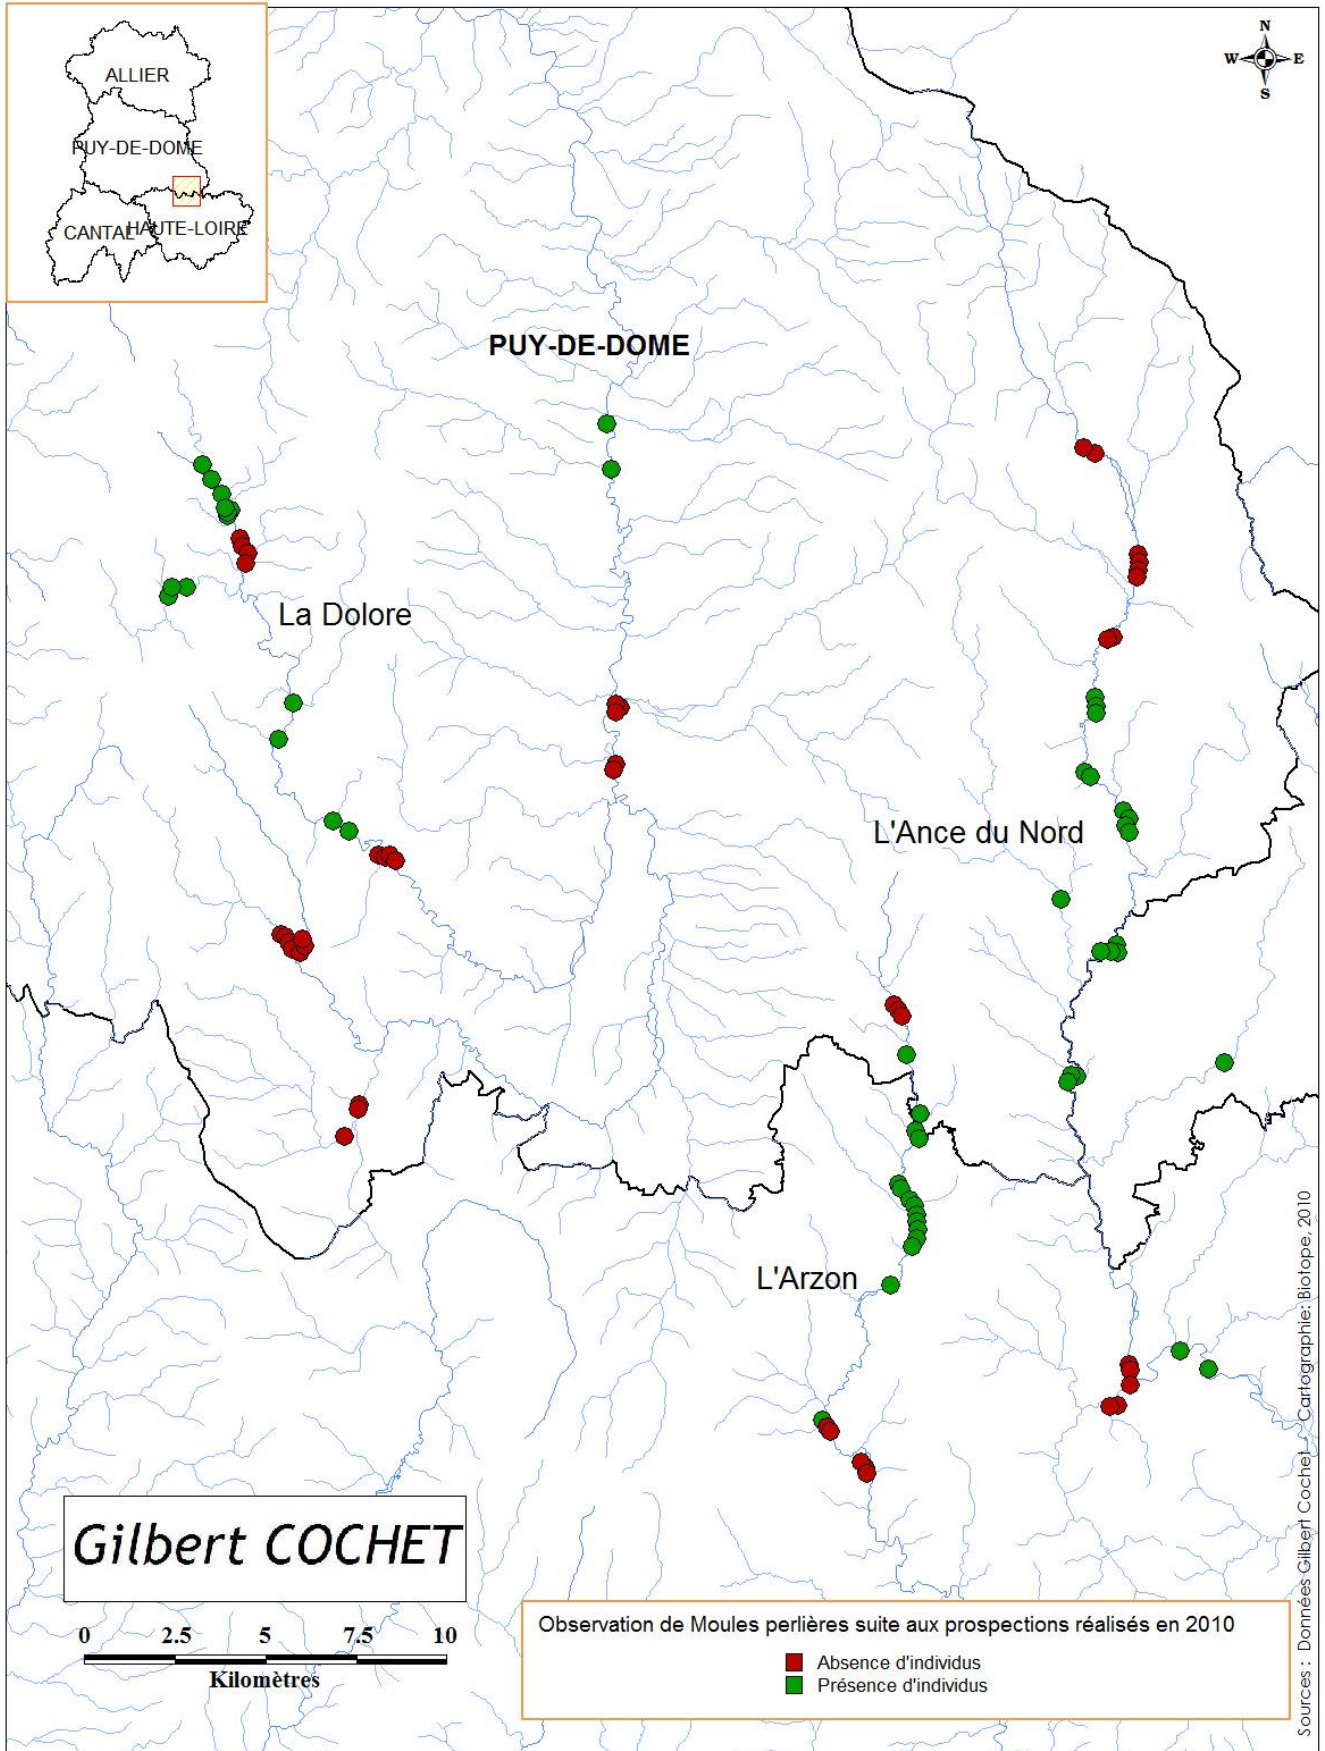 ALLIER
PUY-DE-DOME
CANTAL
HAUTE-LOIRE
N
W
E
S
PUY-DE-DOME
La Dolore
L'Ance du Nord
L'Arzon
Gilbert COCHET
0 2.5 5 7.5 10
Kilomètres
Observation de Moules perlières suite aux prospections réalisés en 2010
Absence d'individus
Présence d'individus
Sources : Données Gilbert Cochet - Cartographie: Biotope, 2010